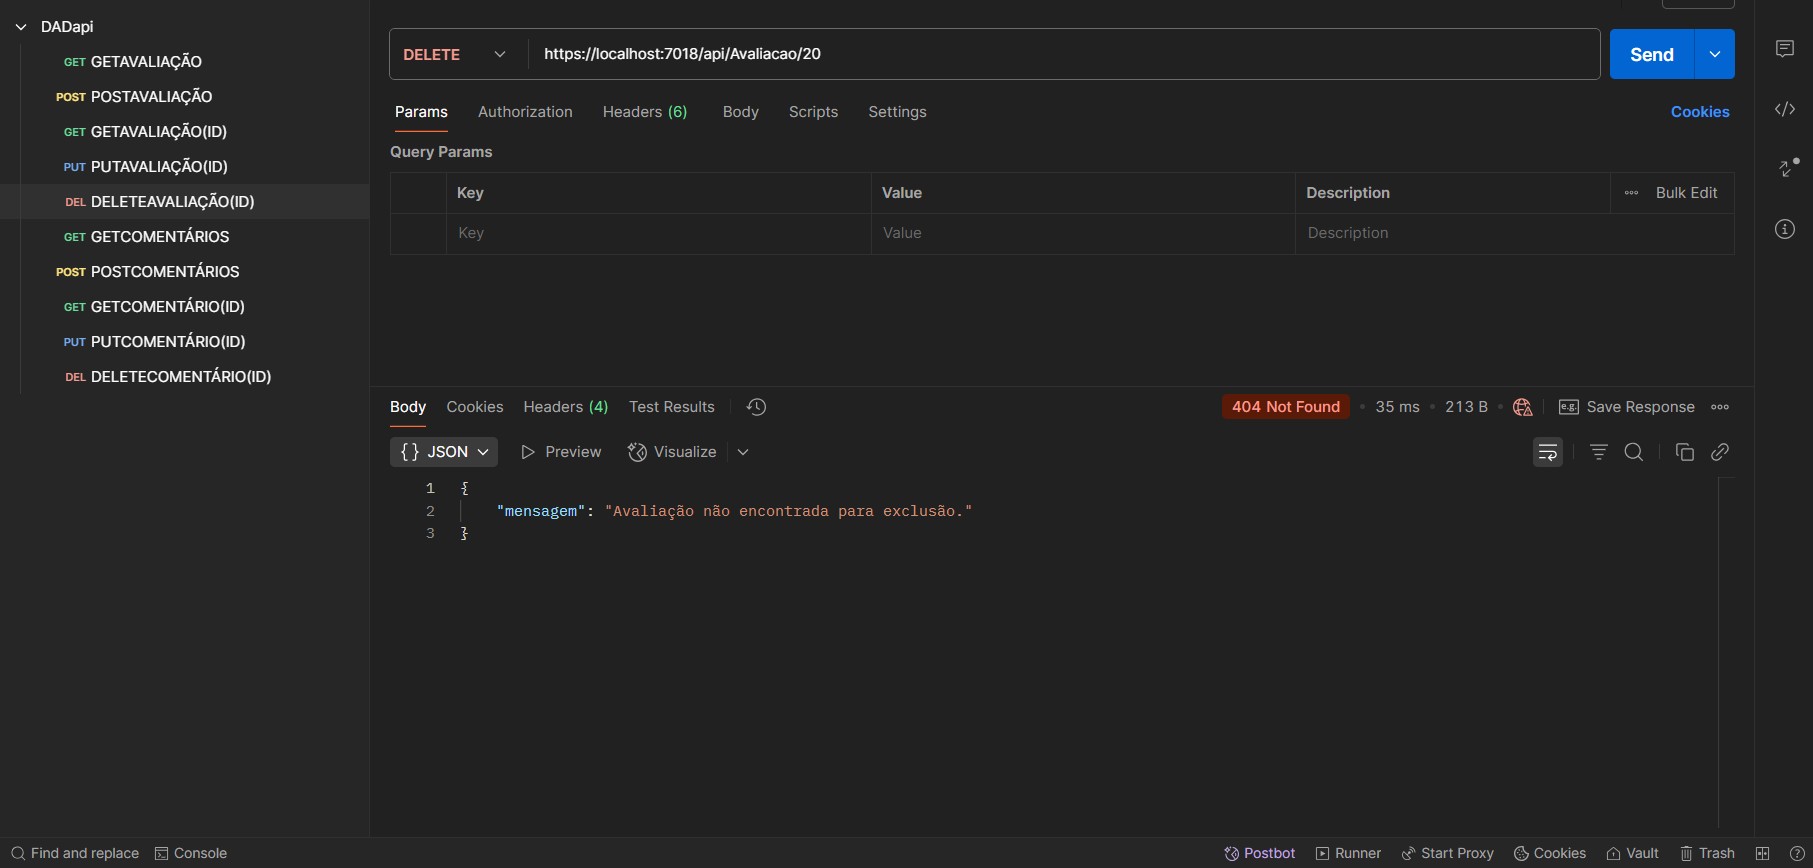 DADapi
GET GETAVALIAÇÃO
POST POSTAVALIAÇÃO
GET GETAVALIAÇÃO(ID)
PUT PUTAVALIAÇÃO(ID)
DEL DELETEAVALIAÇÃO(ID)
GET GETCOMENTÁRIOS
POST POSTCOMENTÁRIOS
GET GETCOMENTÁRIO(ID)
PUT PUTCOMENTÁRIO(ID)
DEL DELETECOMENTÁRIO(ID)
DELETE https://localhost:7018/api/Avaliacao/20 Send
Params Authorization Headers (6) Body Scripts Settings Cookies
Query Params
Key Value Description Bulk Edit
Key Value Description
Body Cookies Headers (4) Test Results 404 Not Found • 35 ms • 213 B • e.g. Save Response
{} JSON Preview Visualize
1 {
2 "mensagem": "Avaliação não encontrada para exclusão."
3 }
Find and replace Console Postbot Runner Start Proxy Cookies Vault Trash